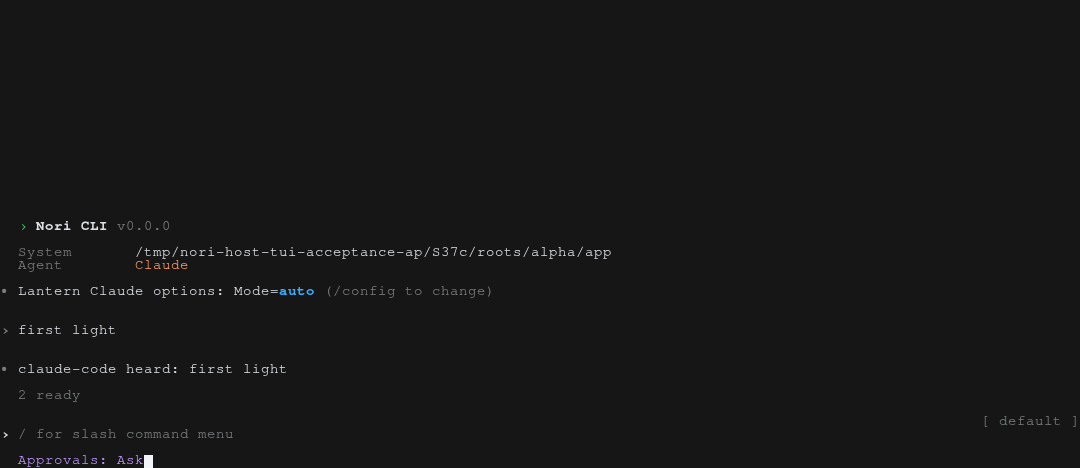 › Nori CLI v0.0.0
System /tmp/nori-host-tui-acceptance-ap/S37c/roots/alpha/app
Agent Claude
• Lantern Claude options: Mode=auto (/config to change)
› first light
• claude-code heard: first light
2 ready
[ default ]
› / for slash command menu
Approvals: Ask